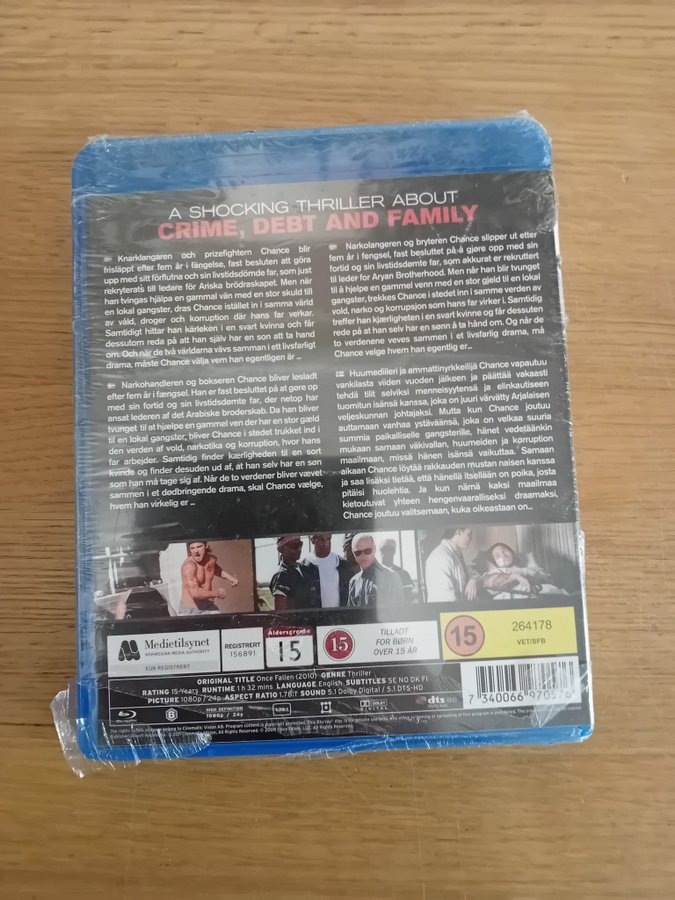 A SHOCKING THRILLER ABOUT
CRIME, DEBT AND FAMILY
Knarklangaren och prizefightern Chance blir
frisläppt efter fem år i fängelse, fast besluten att göra
upp med sitt förflutna och sin livstidsdömde far, som just
rekryterats till ledare för Ariska brödraskapet. Men när
han tvingas hjälpa en gammal vän med en stor skuld till
en lokal gangster, dras Chance istället in i samma värld
av våld, droger och korruption där hans far verkar.
Samtidigt hittar han kärleken i en svart kvinna och får
dessutom reda på att han själv har en son att ta hand
om. Och när de två världarna vävs samman i ett livsfarligt
drama, måste Chance välja vem han egentligen är ...
Narkolangeren og bryteren Chance slipper ut etter
fem år i fengsel, fast besluttet på å gjere opp med sin
fortid og sin livstidsdømte far, som akkurat er rekruttert
til leder for Aryan Brotherhood. Men når han blir tvunget
til å hjelpe en gammel venn med en stor gjeld til en lokal
gangster, trekkes Chance i stedet inn i samme verden av
vold, narko og korrupsjon som hans far virker i. Samtidig
treffer han kjærligheten i en svart kvinne og får dessuten
rede på at han selv har en senn å ta hånd om. Og når de
to verdenene veves sammen i et livsfarlig drama, må
Chance velge hvem han egentlig er...
Narkohandleren og bokseren Chance bliver løsladt
efter fem år i fængsel. Han er fast besluttet på at gøre op
med sin fortid og sin livstidsdømte far, der netop har
ansat lederen af det Arabiske broderskab. Da han bliver
tvunget til at hjælpe en gammel ven der har en stor gæld
til en lokal gangster, bliver Chance i stedet trukket ind i
den verden af vold, narkotika og korruption, hvor hans
far arbejder. Samtidig finder kærligheden til en sort
kvinde og finder desuden ud af, at han selv har en son
som han må tage sig af. Når de to verdener bliver vævet
sammen i et dødbringende drama, skal Chance vælge,
hvem han virkelig er ...
Huumediileri ja ammattinyrkkeilijä Chance vapautuu
vankilasta viiden vuoden jälkeen ja päättää vakaasti
tehdä tilit selviksi menneisyytensä ja elinkautiseen
tuomitun isänsä kanssa, joka on juuri värvätty Arjalaisen
veljeskunnan johtajaksi. Mutta kun Chance joutuu
auttamaan vanhaa ystäväänsä, joka on velkaa suuria
summia paikalliselle gangsterille, hänet vedetäänkin
mukaan samaan väkivallan, huumeiden ja korruption
maailmaan, missä hänen isänsä vaikuttaa. Samaan
aikaan Chance löytää rakkauden mustan naisen kanssa
ja saa lisäksi tietää, että hänellä itsellään on poika, josta
pitäisi huolehtia. Ja kun nämä kaksi maailmaa
kietoutuvat yhteen hengenvaaralliseksi draamaksi,
Chance joutuu valitsemaan, kuka oikeastaan on...
Medietilsynet
NORWEGIAN MEDIA AUTHORITY
KUN REGISTRERT
REGISTRERT
156891
Aldersgrense
15
15
TILLADT
FOR BØRN
OVER 15 ÅR
15
264178
VET/SFB
ORIGINAL TITLE Once Fallen (2010) GENRE Thriller
RATING 15 Years RUNTIME 1 h 32 mins LANGUAGE English SUBTITLES SE NO DK FI
PICTURE 1080p / 24p ASPECT RATIO 1.78:1 SOUND 5.1 Dolby Digital / 5.1 DTS-HD
Blu-ray Disc
B
HIGH DEFINITION
1080p / 24p
DOLBY
DIGITAL
dts HD
7 340066 970576